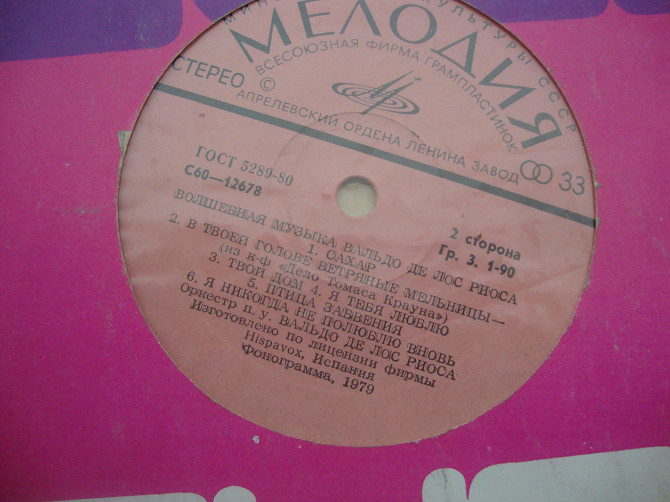 МИНИ КУЛЬТУРЫ СССР
МЕЛОДИЯ
ВСЕСОЮЗНАЯ ФИРМА ГРАМПЛАСТИНОК
СТЕРЕО
АПРЕЛЕВСКИЙ ОРДЕНА ЛЕНИНА ЗАВОД
33
ГОСТ 5289-80
С60—12678
2 сторона
Гр. 3. 1-90
ВОЛШЕБНАЯ МУЗЫКА ВАЛЬДО ДЕ ЛОС РИОСА
1. САХАР
2. В ТВОЕЙ ГОЛОВЕ ВЕТРЯНЫЕ МЕЛЬНИЦЫ—
(из к-ф «Дело Томаса Крауна»)
3. ТВОЙ ДОМ 4. Я ТЕБЯ ЛЮБЛЮ
5. ПТИЦА ЗАБВЕНИЯ
6. Я НИКОГДА НЕ ПОЛЮБЛЮ ВНОВЬ
Оркестр п. у. ВАЛЬДО ДЕ ЛОС РИОСА
Изготовлено по лицензии фирмы
Hispavox, Испания
Фонограмма, 1979